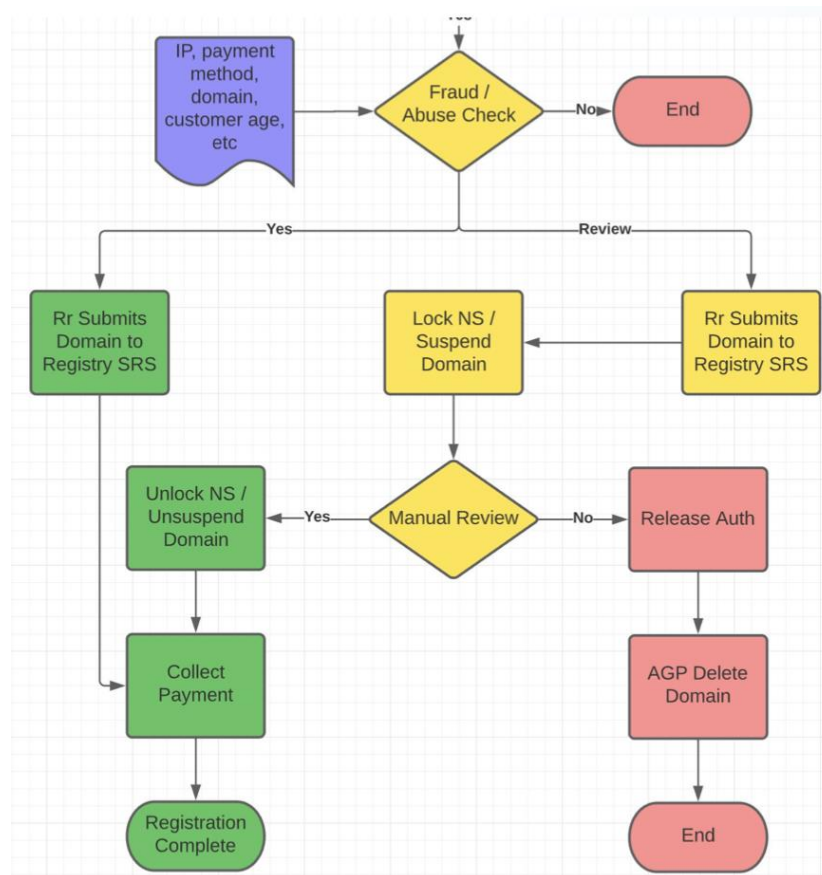 IP, payment
method,
domain,
customer age,
etc
Fraud /
Abuse Check
No
End
Yes
Review
Rr Submits
Domain to
Registry SRS
Lock NS /
Suspend
Domain
Rr Submits
Domain to
Registry SRS
Unlock NS /
Unsuspend
Domain
Yes
Manual Review
No
Release Auth
Collect
Payment
AGP Delete
Domain
Registration
Complete
End